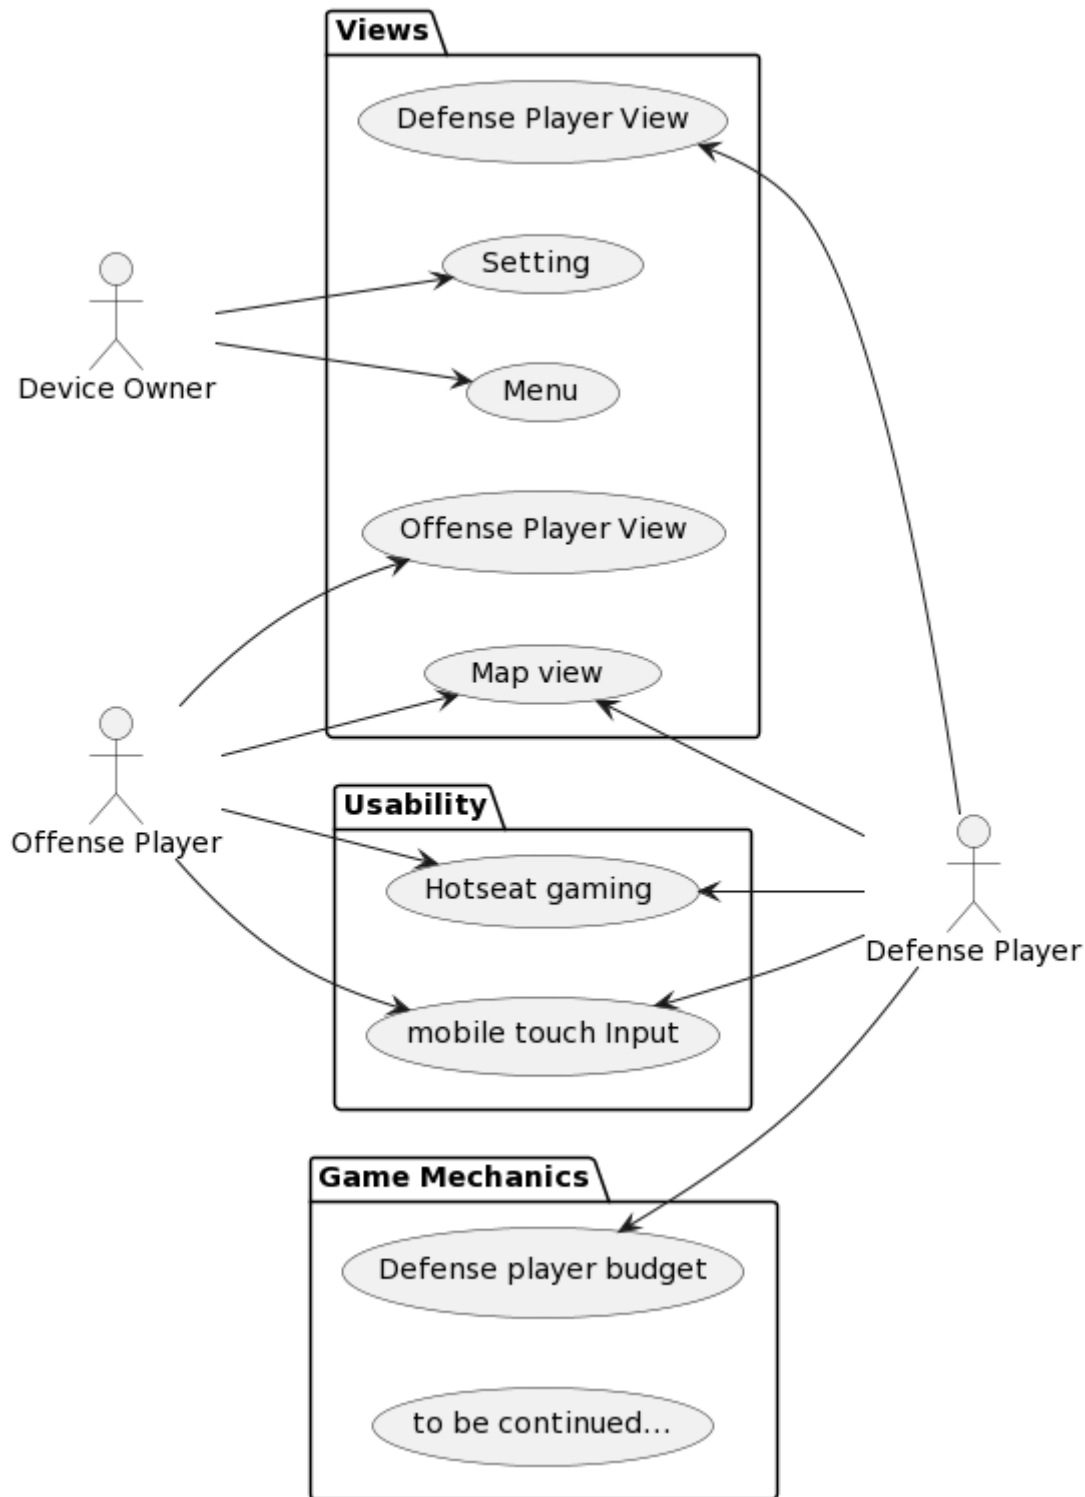 Views
Defense Player View
Setting
Device Owner
Menu
Offense Player View
Map view
Usability
Offense Player
Hotseat gaming
Defense Player
mobile touch Input
Game Mechanics
Defense player budget
to be continued...